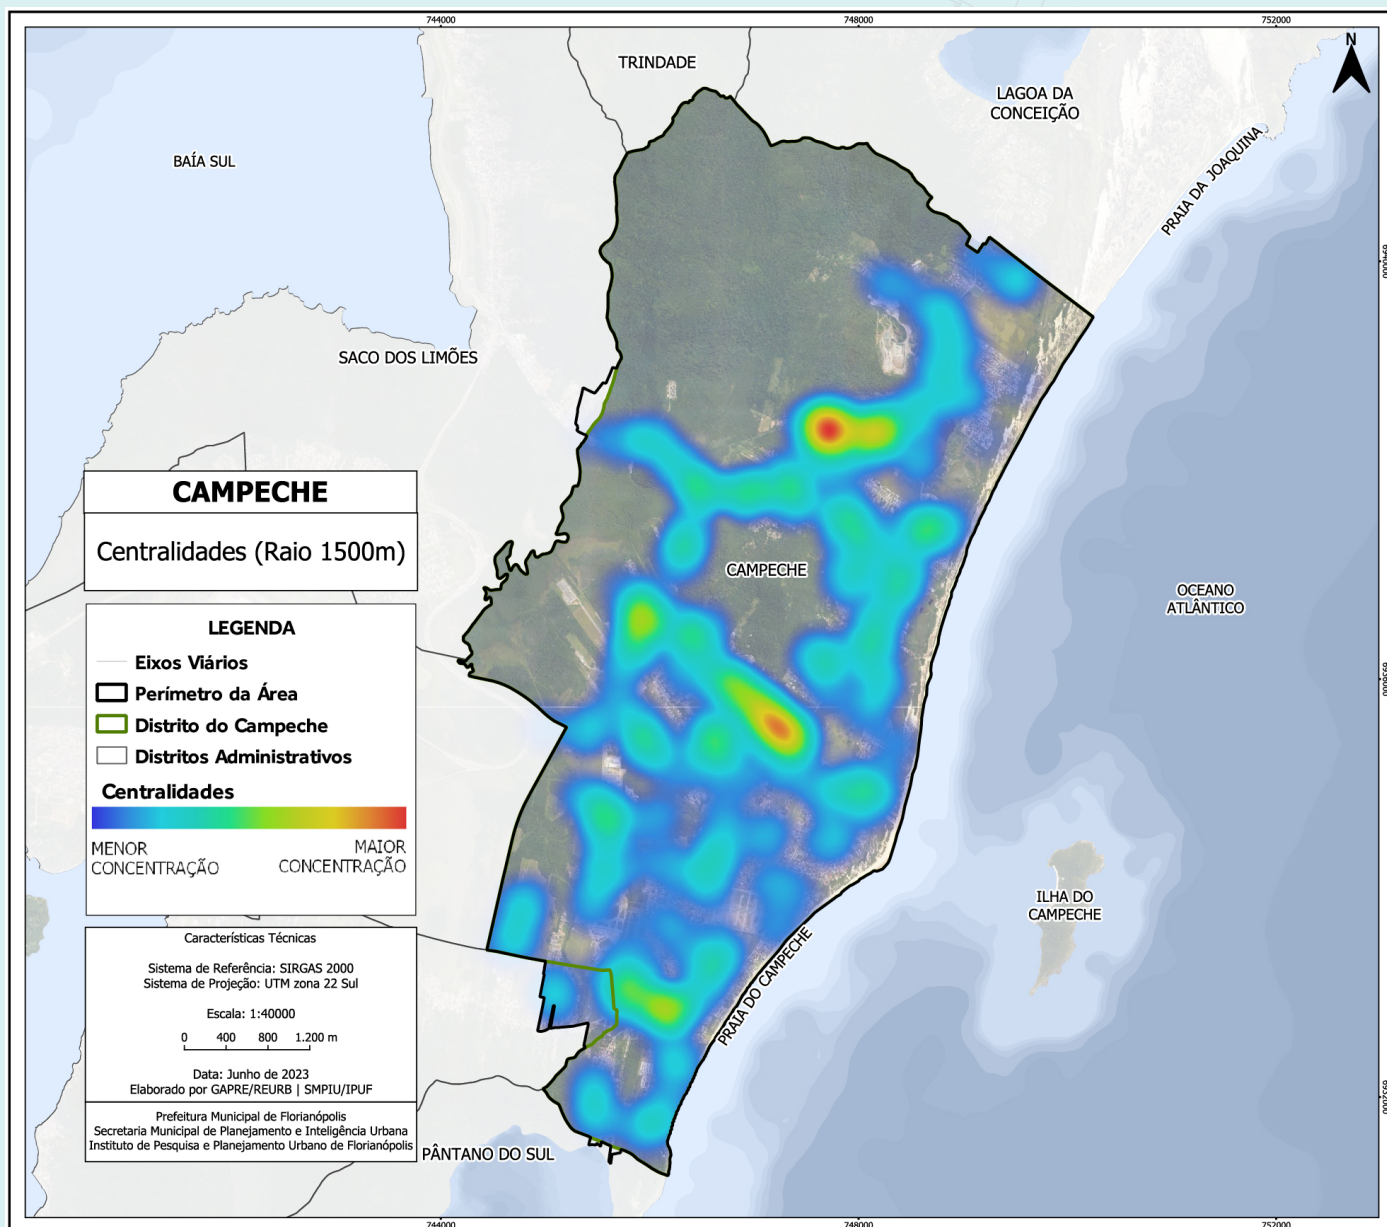 744000
748000
752000
TRINDADE
N
LAGOA DA
CONCEIÇÃO
PRAIA DA JOAQUINA
BAÍA SUL
6940000
SACO DOS LIMÕES
CAMPECHE
Centralidades (Raio 1500m)
CAMPECHE
OCEANO
ATLÂNTICO
LEGENDA
Eixos Viários
Perímetro da Área
Distrito do Campeche
Distritos Administrativos
Centralidades
MENOR
CONCENTRAÇÃO
MAIOR
CONCENTRAÇÃO
6936000
ILHA DO
CAMPECHE
PRAIA DO CAMPECHE
Características Técnicas
Sistema de Referência: SIRGAS 2000
Sistema de Projeção: UTM zona 22 Sul
Escala: 1:40000
0 400 800 1.200 m
Data: Junho de 2023
Elaborado por GAPRE/REURB | SMPIU/IPUF
Prefeitura Municipal de Florianópolis
Secretaria Municipal de Planejamento e Inteligência Urbana
Instituto de Pesquisa e Planejamento Urbano de Florianópolis
6932000
PÂNTANO DO SUL
744000
748000
752000